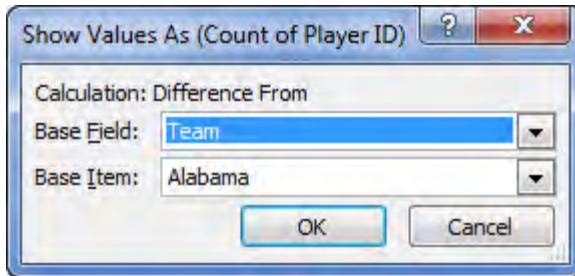 Show Values As (Count of Player ID) ? X
Calculation: Difference From
Base Field: Team
Base Item: Alabama
OK Cancel